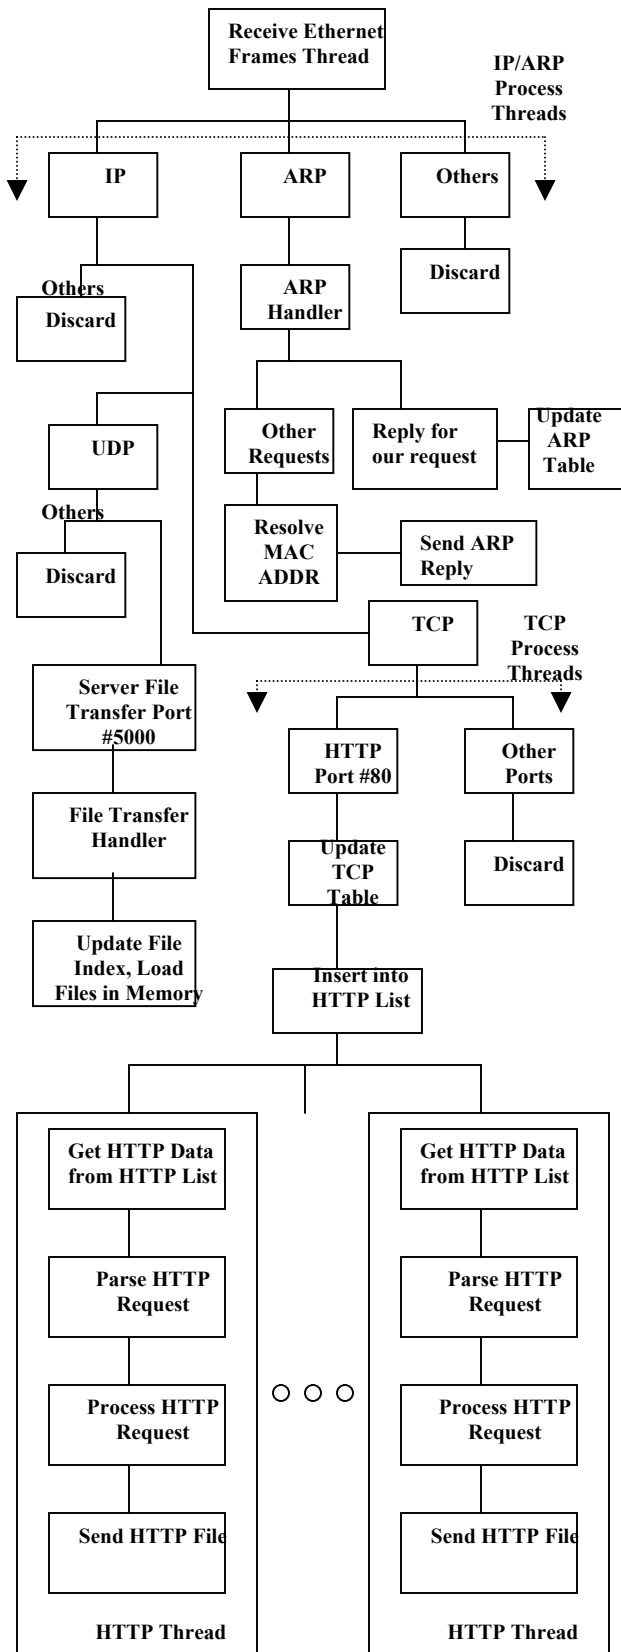 Receive Ethernet
Frames Thread
IP/ARP
Process
Threads
IP
ARP
Others
Others
Discard
ARP
Handler
Discard
UDP
Other
Requests
Reply for
our request
Update
ARP
Table
Others
Discard
Resolve
MAC
ADDR
Send ARP
Reply
TCP
TCP
Process
Threads
Server File
Transfer Port
#5000
HTTP
Port #80
Other
Ports
File Transfer
Handler
Update
TCP
Table
Discard
Update File
Index, Load
Files in Memory
Insert into
HTTP List
Get HTTP Data
from HTTP List
Parse HTTP
Request
Process HTTP
Request
Send HTTP File
HTTP Thread
Get HTTP Data
from HTTP List
Parse HTTP
Request
Process HTTP
Request
Send HTTP File
HTTP Thread